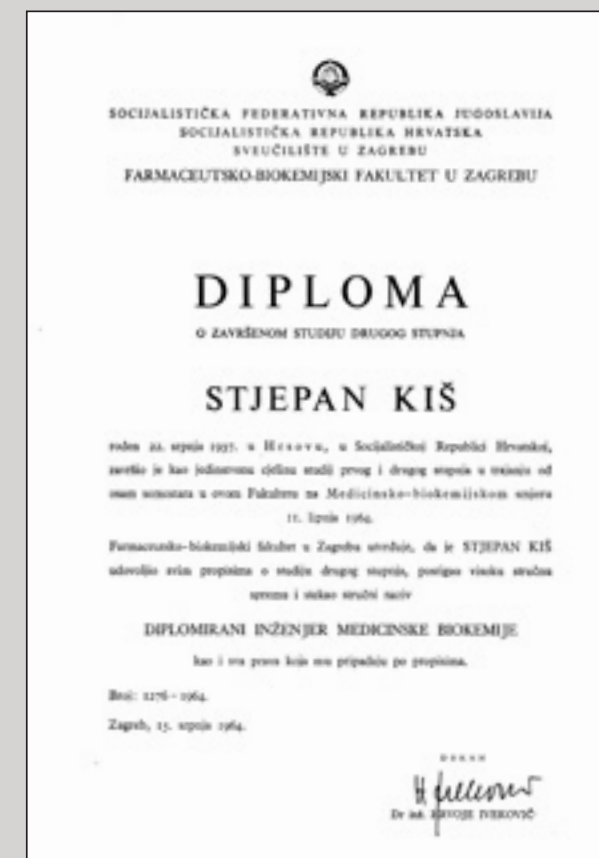 SOCIJALISTIČKA FEDERATIVNA REPUBLIKA JUGOSLAVIJA
SOCIJALISTIČKA REPUBLIKA HRVATSKA
SVEUČILIŠTE U ZAGREBU
FARMACEUTSKO-BIOKEMIJSKI FAKULTET U ZAGREBU
DIPLOMA
O ZAVRŠENOM STUDIJU DRUGOG STUPNJA
STJEPAN KIŠ
rođen 22. srpnja 1937. u u Socijalističkoj Republici Hrvatskoj,
završio je kao jedinstvenu cjelinu studij prvog i drugog stupnja u trajanju od
osam semestara u ovom Fakultetu na Medicinsko-biokemijskom smjeru
11. lipnja 1964.
Farmaceutsko-biokemijski fakultet u Zagrebu utvrđuje, da je STJEPAN KIŠ
udovoljio svim propisima o studiju drugog stupnja, postigao visoku stručnu
spremu i stekao stručni naziv
DIPLOMIRANI INŽENJER MEDICINSKE BIOKEMIJE
kao i sva prava koja mu pripadaju po propisima.
Broj: 1276-1964.
Zagreb, 15. srpnja 1964.
DEKAN
Dr HRVOJE IVEKOVIĆ